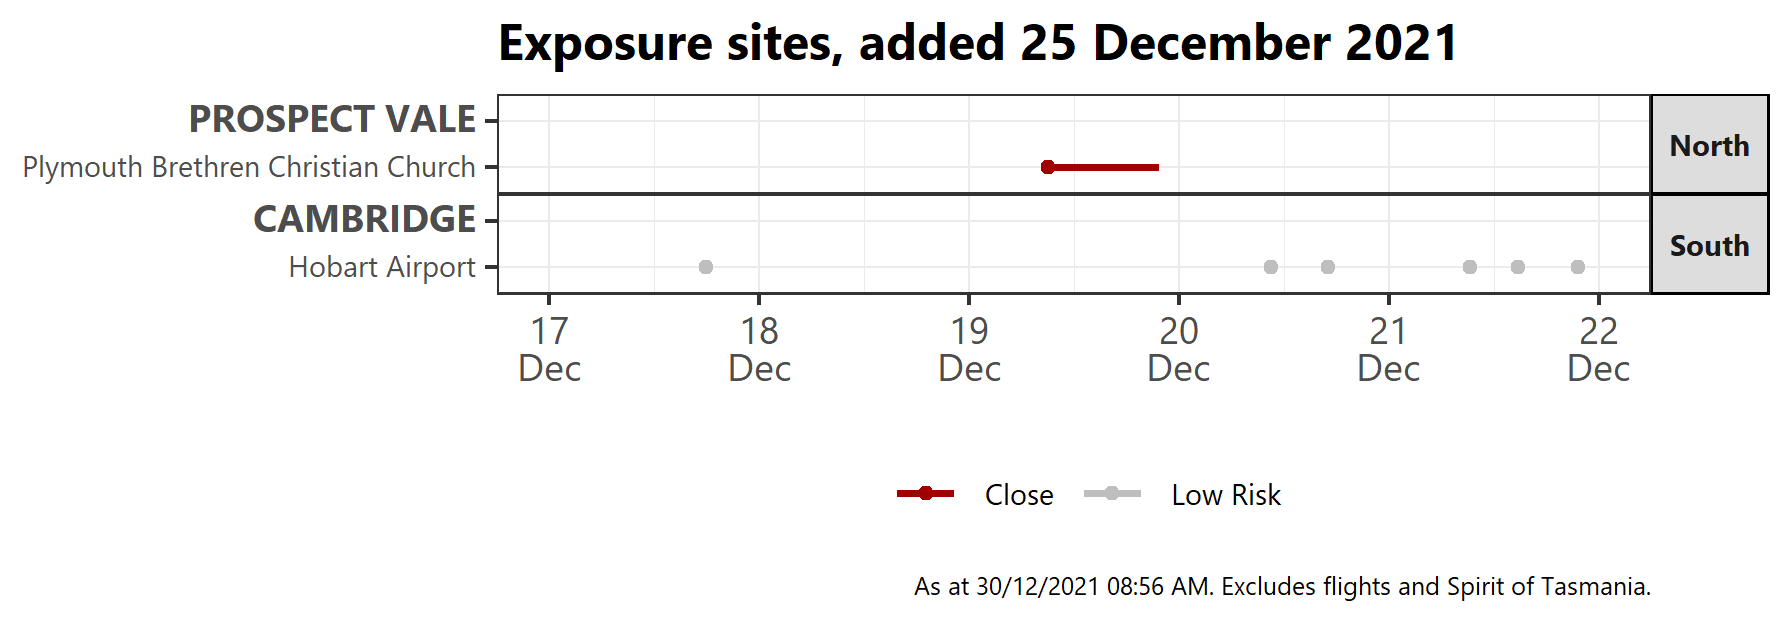 Exposure sites, added 25 December 2021
PROSPECT VALE
Plymouth Brethren Christian Church
North
CAMBRIDGE
Hobart Airport
South
17 Dec
18 Dec
19 Dec
20 Dec
21 Dec
22 Dec
Close
Low Risk
As at 30/12/2021 08:56 AM. Excludes flights and Spirit of Tasmania.